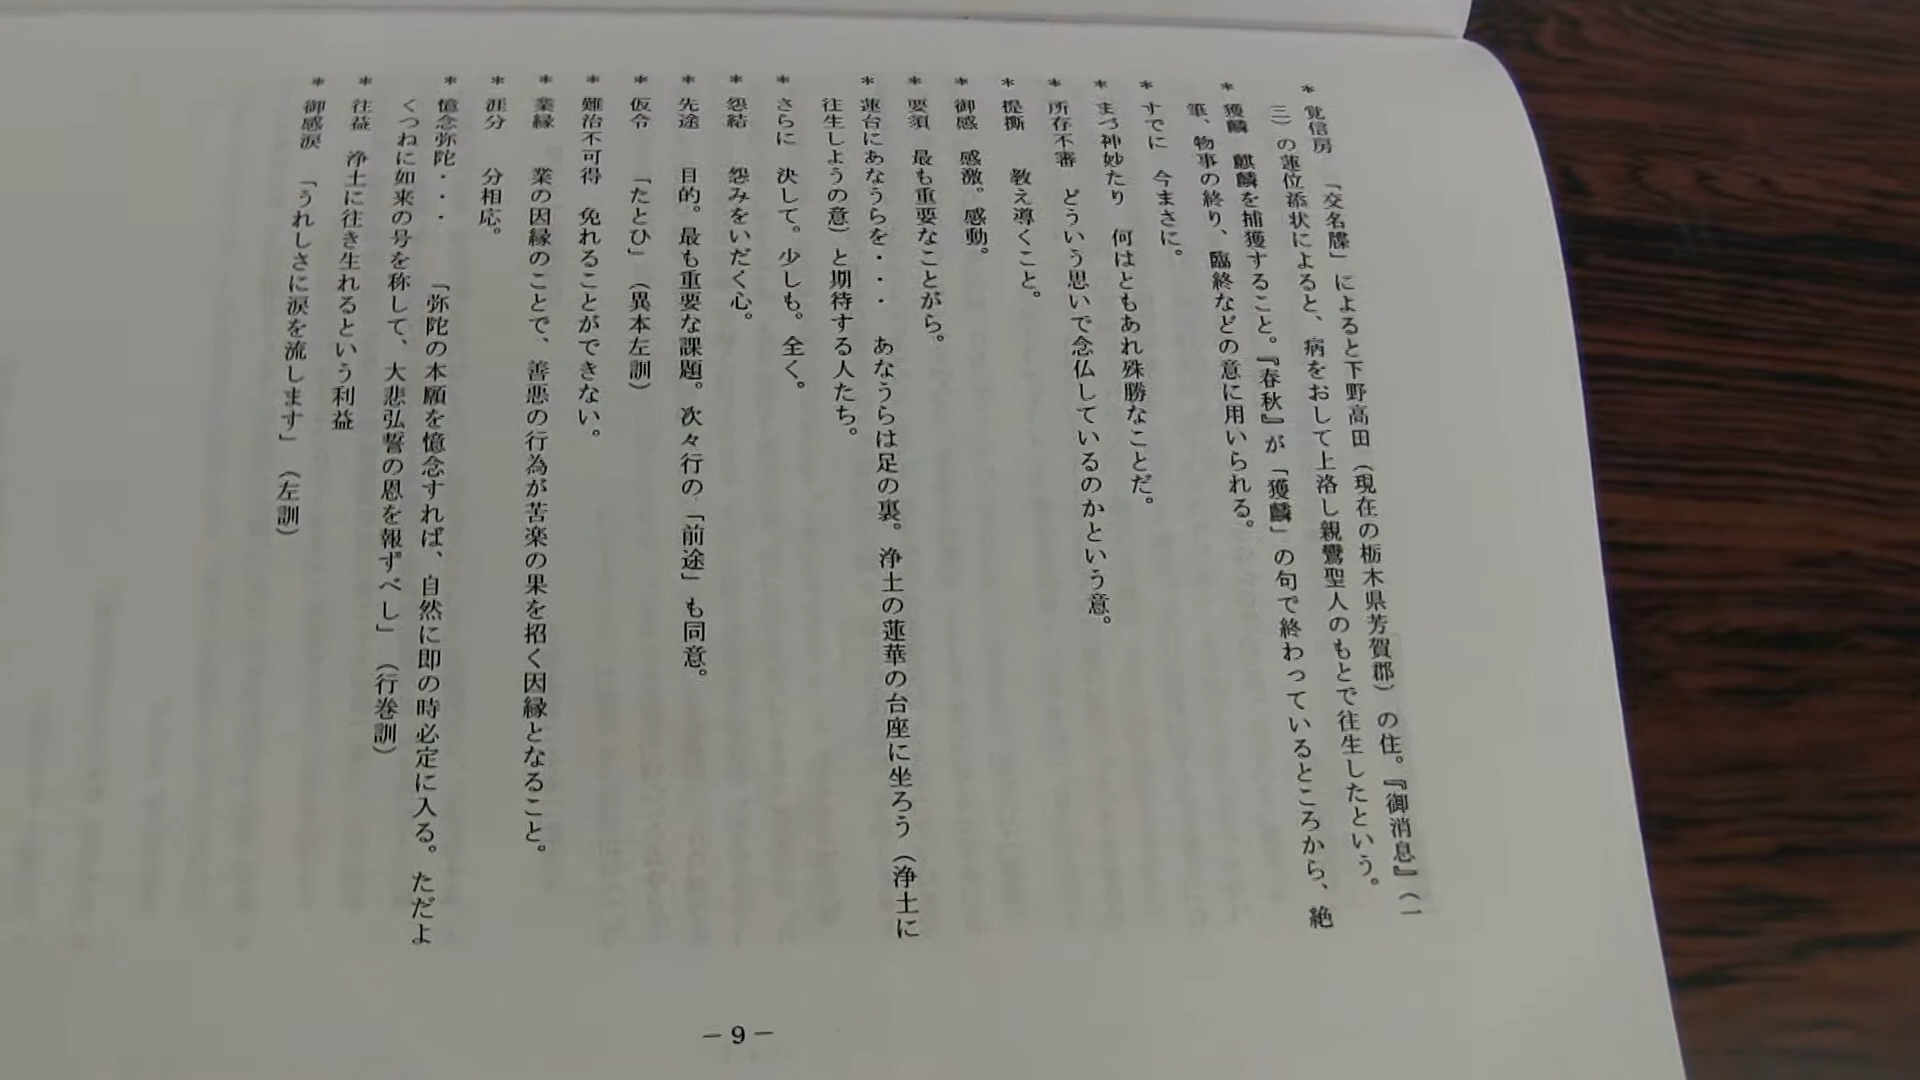 * 覚信房　「交名牒」によると下野高田（現在の栃木県芳賀郡）の住。『御消息』（一
三）の蓮位添状によると、病をおして上洛し親鸞聖人のもとで往生したという。
* 獲麟　麒麟を捕獲すること。『春秋』が「獲麟」の句で終わっているところから、絶
筆、物事の終り、臨終などの意に用いられる。
* すでに　今まさに。
* まづ神妙たり　何はともあれ殊勝なことだ。
* 所存不審　どういう思いで念仏しているのかという意。
* 提撕　教え導くこと。
* 御感　感激。感動。
* 要須　最も重要なことがら。
* 蓮台にあなうらを・・・　あなうらは足の裏。浄土の蓮華の台座に坐ろう（浄土に
往生しようの意）と期待する人たち。
* さらに　決して。少しも。全く。
* 怨結　怨みをいだく心。
* 先途　目的。最も重要な課題。次々行の「前途」も同意。
* 仮令　「たとひ」（異本左訓）
* 難治不可得　免れることができない。
* 業縁　業の因縁のことで、善悪の行為が苦楽の果を招く因縁となること。
* 涯分　分相応。
* 憶念弥陀・・・　「弥陀の本願を憶念すれば、自然に即の時必定に入る。ただよ
くつねに如来の号を称して、大悲弘誓の恩を報ずべし」（行巻訓）
* 往益　浄土に往き生れるという利益
* 御感涙　「うれしさに涙を流します」（左訓）
－9－